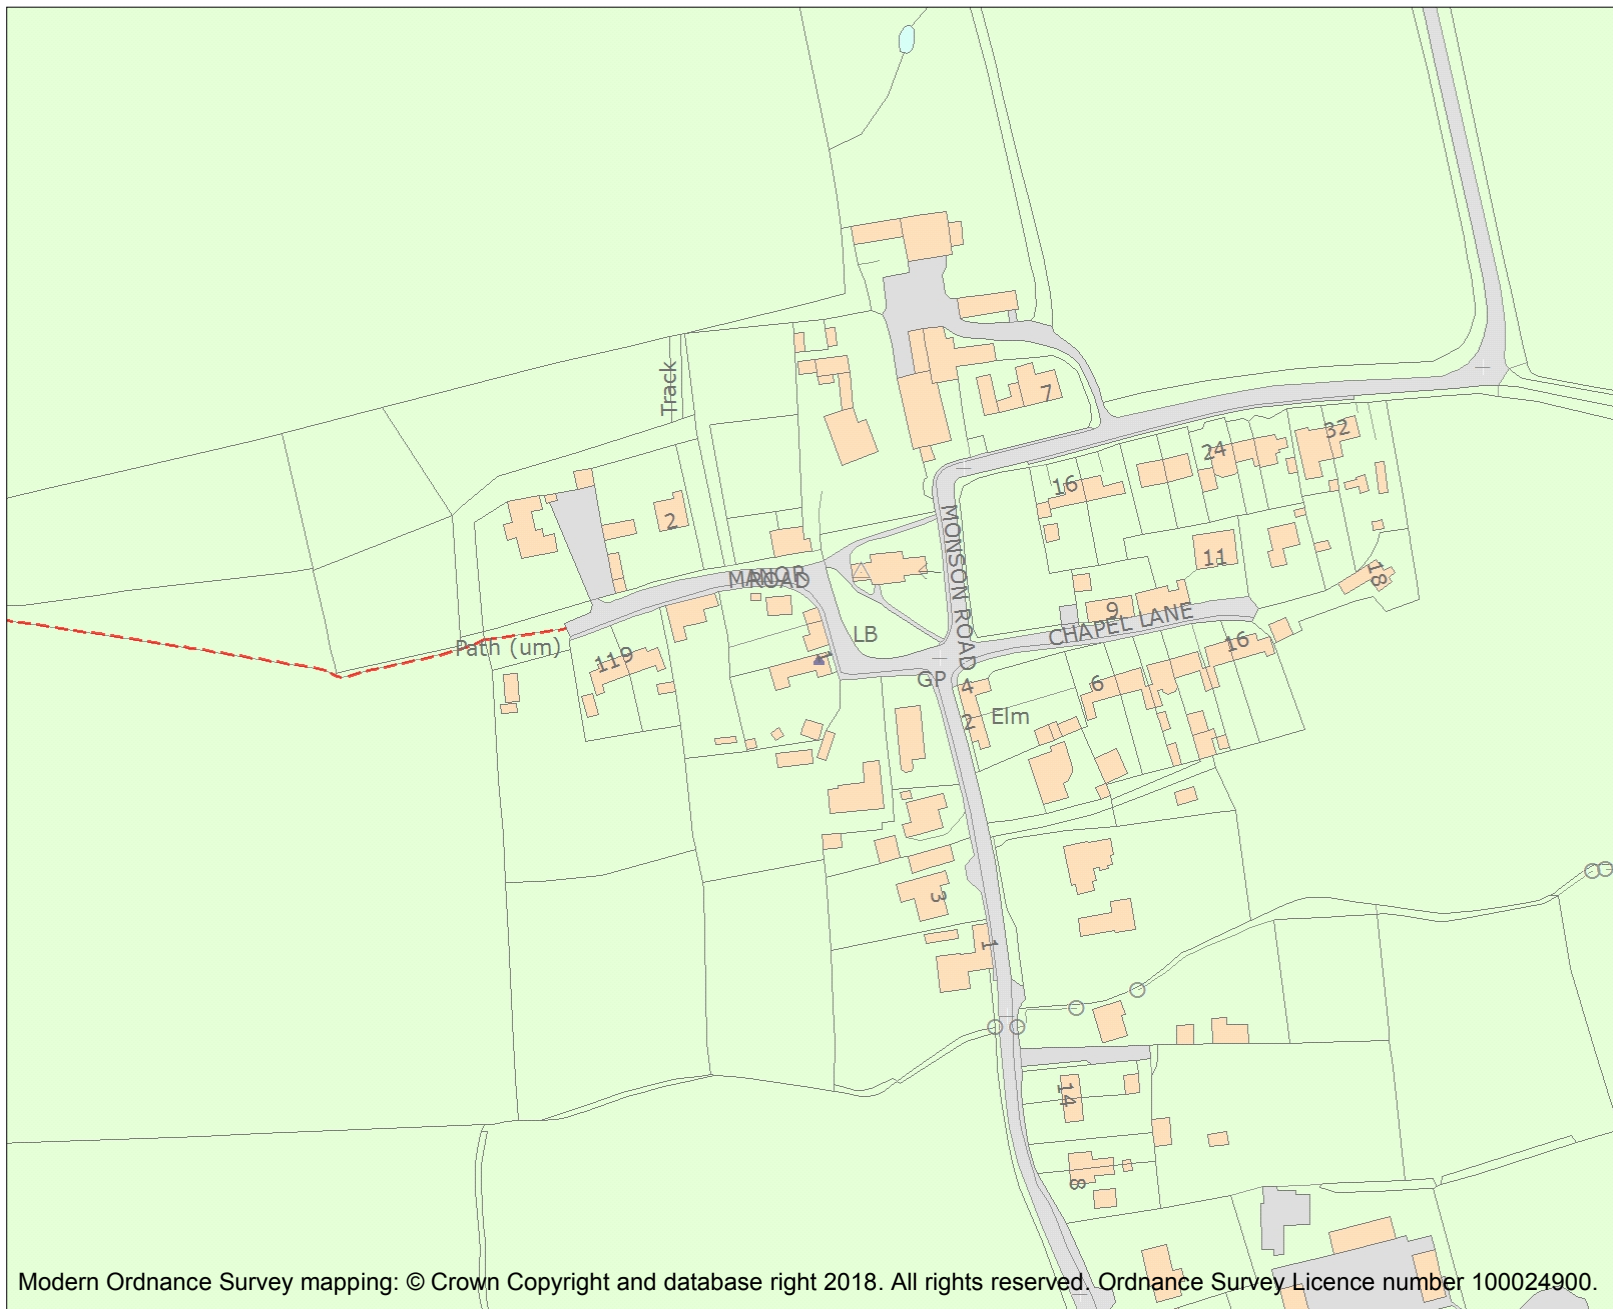 Track
7
32
24
16
2
11
18
MANOR
ROAD
MONSON ROAD
9
CHAPEL LANE
LB
Path (um)
119
1
16
GP
4
6
2
Elm
3
1
14
8
Modern Ordnance Survey mapping: © Crown Copyright and database right 2018. All rights reserved. Ordnance Survey Licence number 100024900.